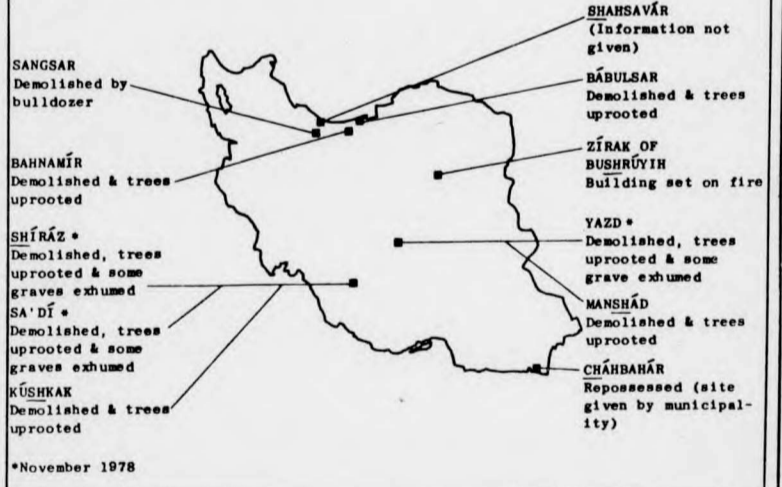 SHAHSAVÁR
(Information not
given)
SANGSAR
Demolished by
bulldozer
BÁBULSAR
Demolished & trees
uprooted
BAHNAMÍR
Demolished & trees
uprooted
ZÍRAK OF
BUSHRÚYIH
Building set on fire
SHÍRÁZ *
Demolished, trees
uprooted & some
graves exhumed
YAZD *
Demolished, trees
uprooted & some
grave exhumed
SA'DÍ *
Demolished, trees
uprooted & some
graves exhumed
MANSHÁD
Demolished & trees
uprooted
KÚSHKAK
Demolished & trees
uprooted
CHÁHBAHÁR
Repossessed (site
given by municipal-
ity)
*November 1978